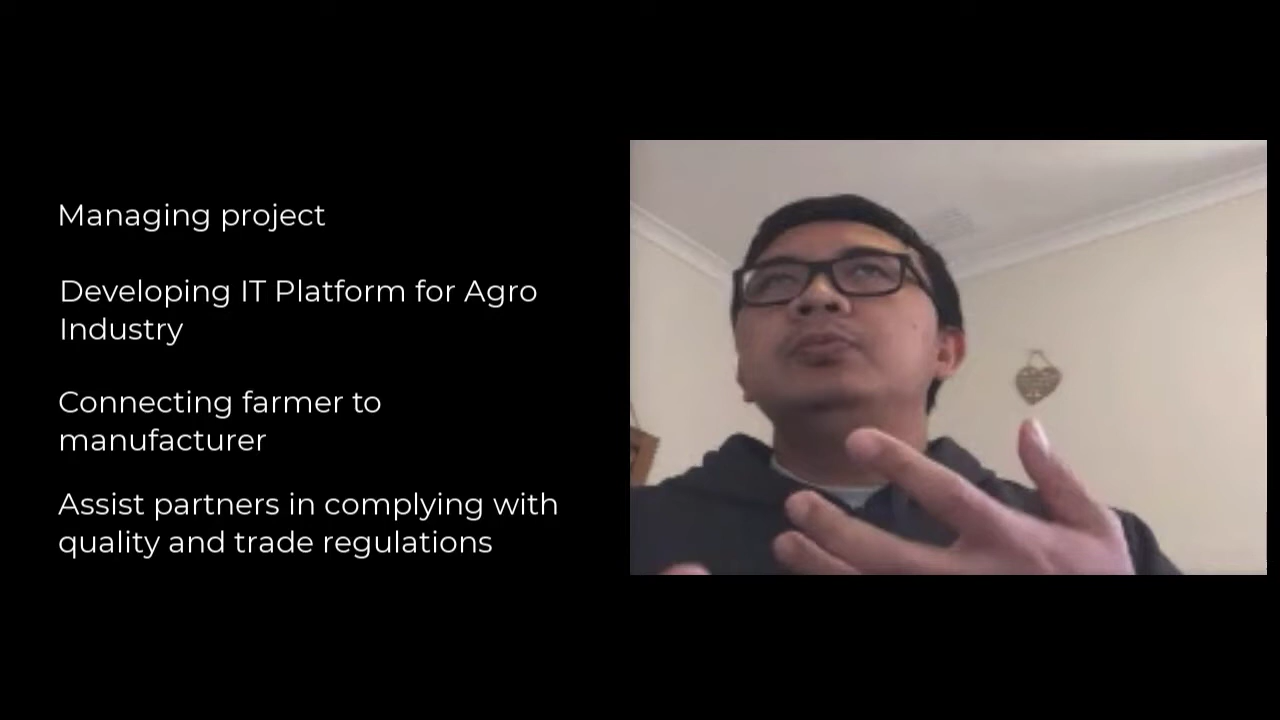 Managing project
Developing IT Platform for Agro
Industry
Connecting farmer to
manufacturer
Assist partners in complying with
quality and trade regulations